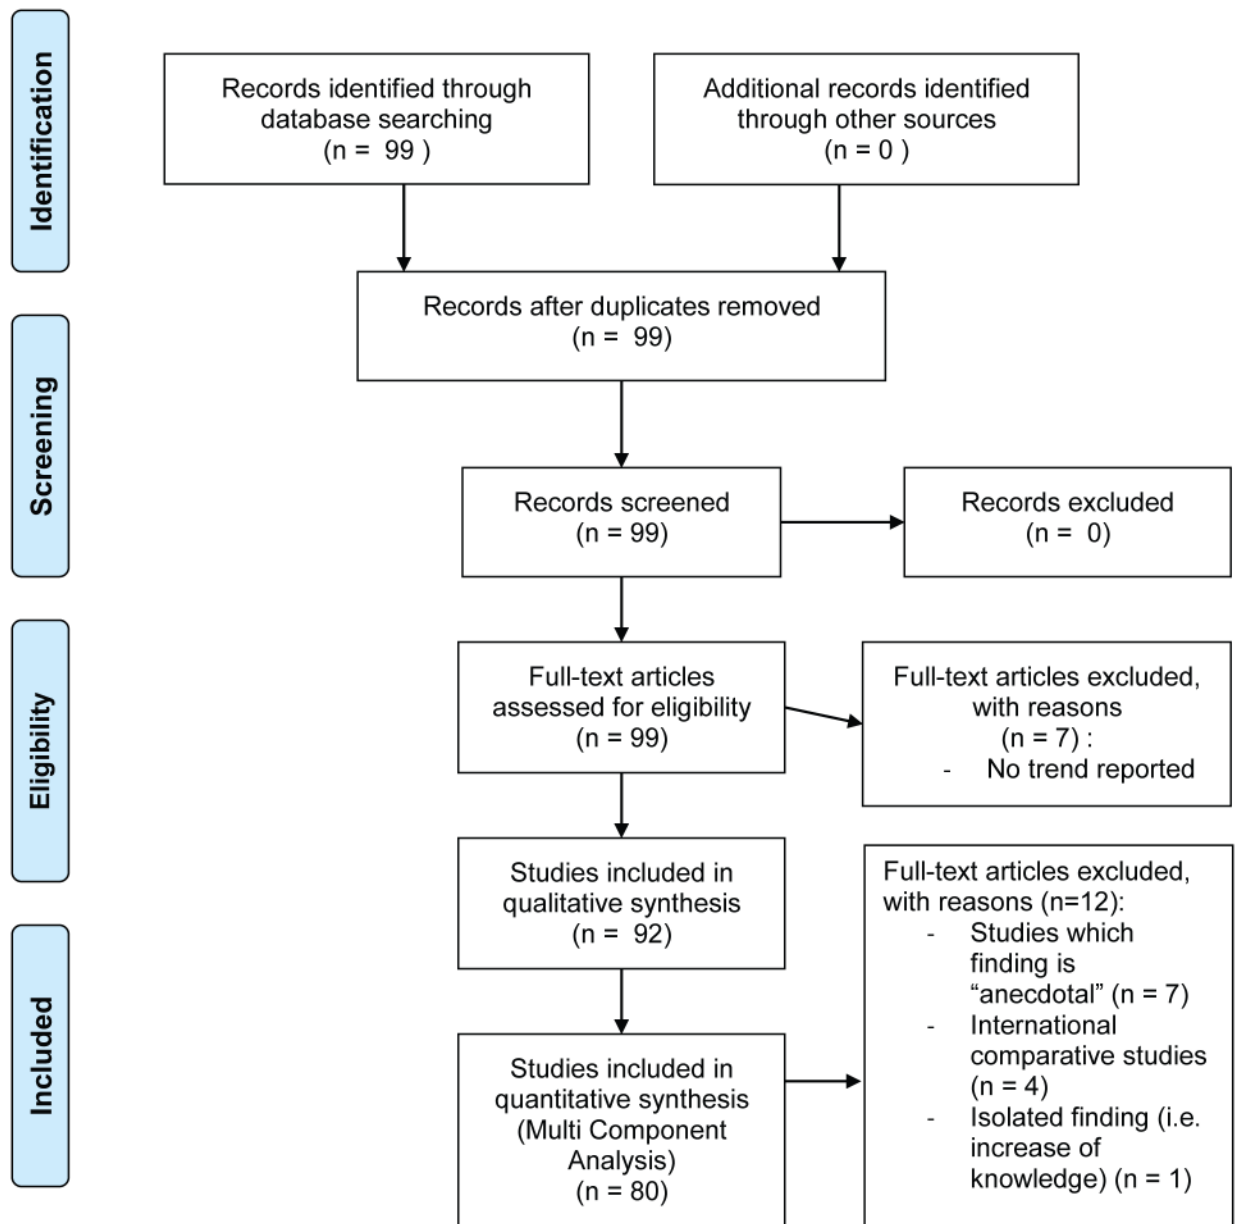 Identification
Records identified through
database searching
(n = 99 )
Additional records identified
through other sources
(n = 0 )
Records after duplicates removed
(n = 99)
Screening
Records screened
(n = 99)
Records excluded
(n = 0)
Eligibility
Full-text articles
assessed for eligibility
(n = 99)
Full-text articles excluded,
with reasons
(n = 7) :
- No trend reported
Studies included in
qualitative synthesis
(n = 92)
Included
Studies included in
quantitative synthesis
(Multi Component
Analysis)
(n = 80)
Full-text articles excluded,
with reasons (n=12):
- Studies which
finding is
“anecdotal” (n = 7)
- International
comparative studies
(n = 4)
- Isolated finding (i.e.
increase of
knowledge) (n = 1)